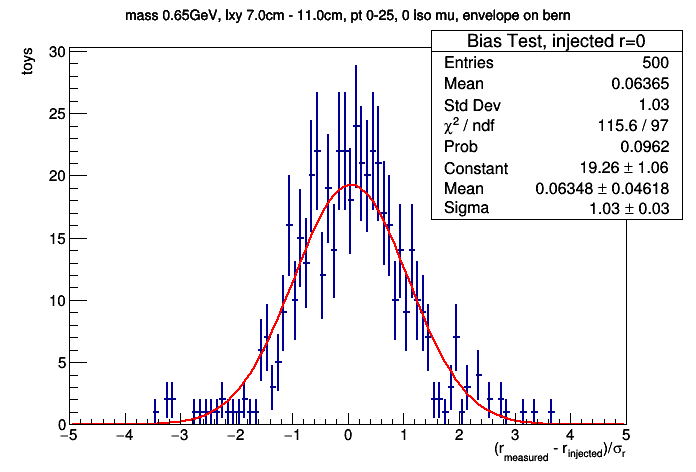 mass 0.65GeV, lxy 7.0cm - 11.0cm, pt 0-25, 0 Iso mu, envelope on bern
Bias Test, injected r=0
Entries 500
Mean 0.06365
Std Dev 1.03
χ² / ndf 115.6 / 97
Prob 0.0962
Constant 19.26 ± 1.06
Mean 0.06348 ± 0.04618
Sigma 1.03 ± 0.03
toys
30
25
20
15
10
5
0
−5 −4 −3 −2 −1 0 1 2 3 4 5
(r_measured - r_injected)/σ_r